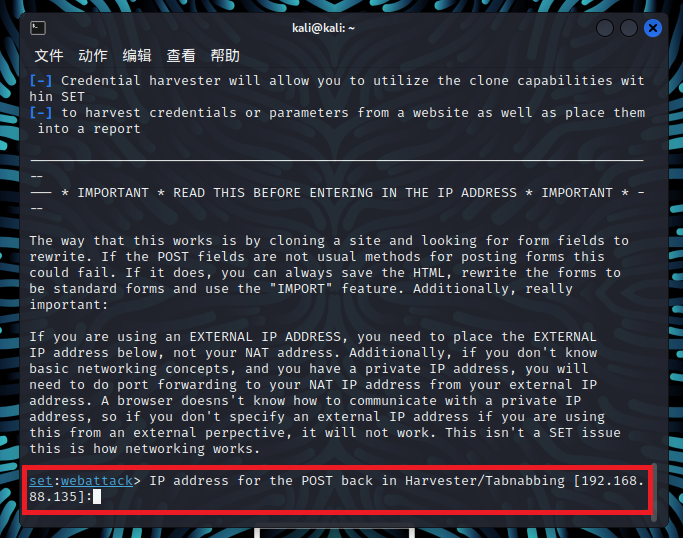 kali@kali: ~
文件 动作 编辑 查看 帮助
[-] Credential harvester will allow you to utilize the clone capabilities wit
hin SET
[-] to harvest credentials or parameters from a website as well as place them
 into a report
-------------------------------------------------------------------------------
--
--- * IMPORTANT * READ THIS BEFORE ENTERING IN THE IP ADDRESS * IMPORTANT * -
--
The way that this works is by cloning a site and looking for form fields to
rewrite. If the POST fields are not usual methods for posting forms this
could fail. If it does, you can always save the HTML, rewrite the forms to
be standard forms and use the "IMPORT" feature. Additionally, really
important:
If you are using an EXTERNAL IP ADDRESS, you need to place the EXTERNAL
IP address below, not your NAT address. Additionally, if you don't know
basic networking concepts, and you have a private IP address, you will
need to do port forwarding to your NAT IP address from your external IP
address. A browser doesns't know how to communicate with a private IP
address, so if you don't specify an external IP address if you are using
this from an external perpective, it will not work. This isn't a SET issue
this is how networking works.
set:webattack> IP address for the POST back in Harvester/Tabnabbing [192.168.
88.135]: